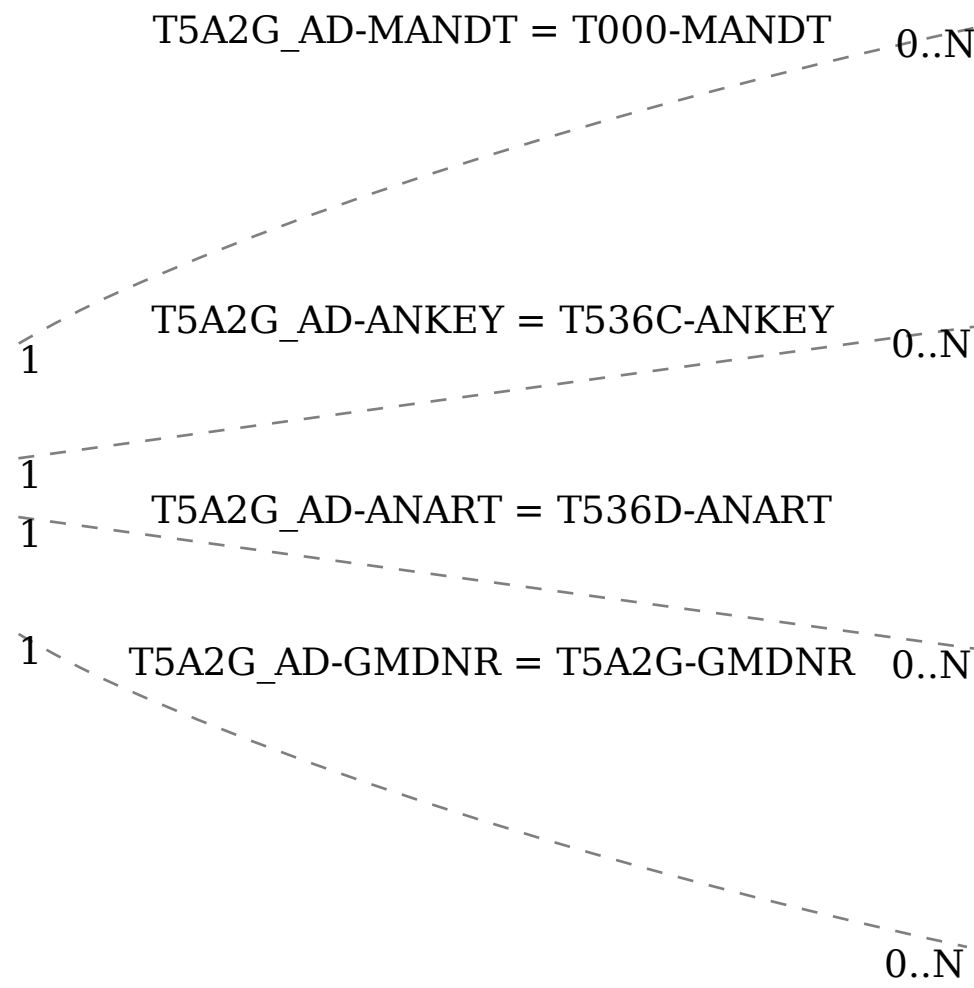 T5A2G_AD-MANDT = T000-MANDT
0..N
T5A2G_AD-ANKEY = T536C-ANKEY
0..N
1
1
T5A2G_AD-ANART = T536D-ANART
1
1
T5A2G_AD-GMDNR = T5A2G-GMDNR
0..N
0..N